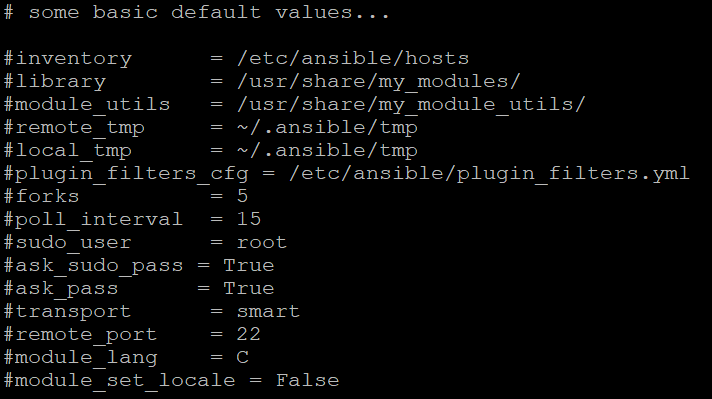 # some basic default values...
#inventory      = /etc/ansible/hosts
#library        = /usr/share/my_modules/
#module_utils   = /usr/share/my_module_utils/
#remote_tmp     = ~/.ansible/tmp
#local_tmp      = ~/.ansible/tmp
#plugin_filters_cfg = /etc/ansible/plugin_filters.yml
#forks          = 5
#poll_interval  = 15
#sudo_user      = root
#ask_sudo_pass = True
#ask_pass      = True
#transport      = smart
#remote_port    = 22
#module_lang    = C
#module_set_locale = False